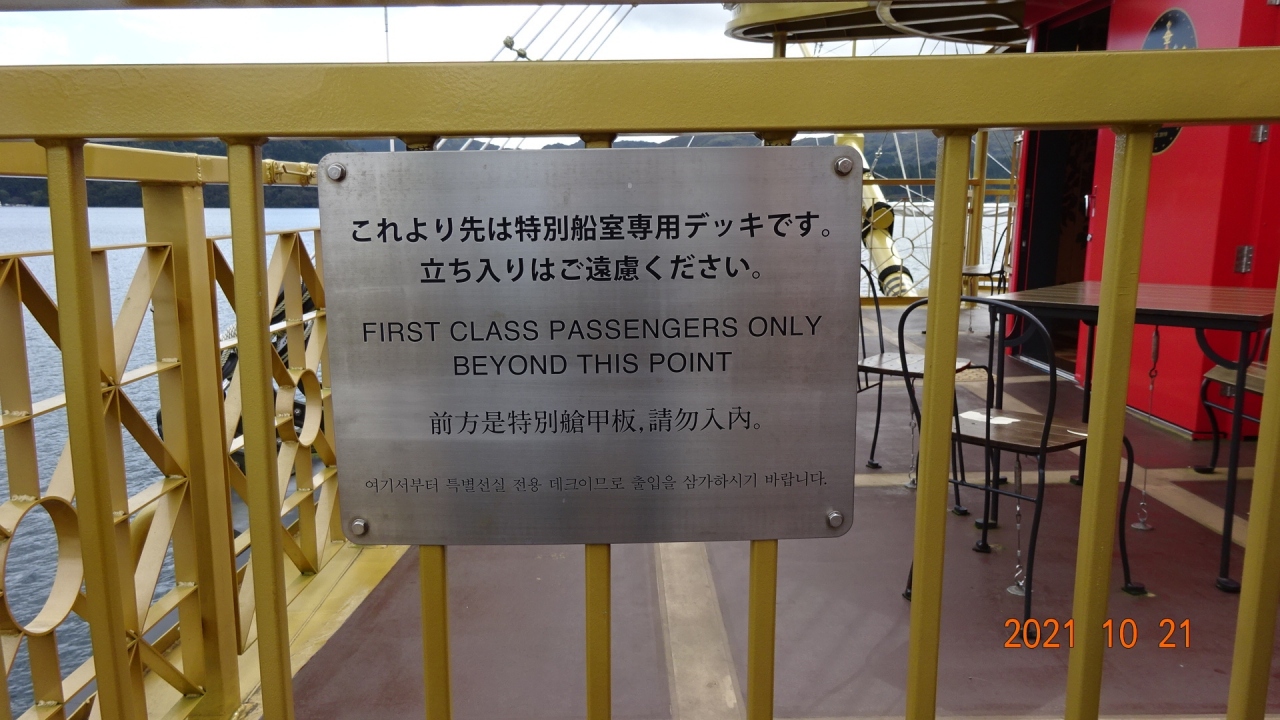 これより先は特別船室専用デッキです。
立ち入りはご遠慮ください。
FIRST CLASS PASSENGERS ONLY
BEYOND THIS POINT
前方是特別艙甲板,請勿入內。
여기서부터 특별선실 전용 데크이므로 출입을 삼가하시기 바랍니다.
2021 10 21